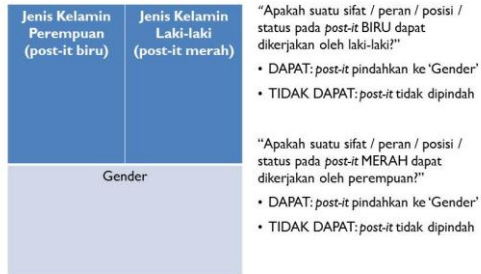 Jenis Kelamin
Perempuan
(post-it biru)
Jenis Kelamin
Laki-laki
(post-it merah)
Gender
“Apakah suatu sifat / peran / posisi /
status pada post-it BIRU dapat
dikerjakan oleh laki-laki?”
• DAPAT: post-it pindahkan ke ‘Gender’
• TIDAK DAPAT: post-it tidak dipindah
“Apakah suatu sifat / peran / posisi /
status pada post-it MERAH dapat
dikerjakan oleh perempuan?”
• DAPAT: post-it pindahkan ke ‘Gender’
• TIDAK DAPAT: post-it tidak dipindah